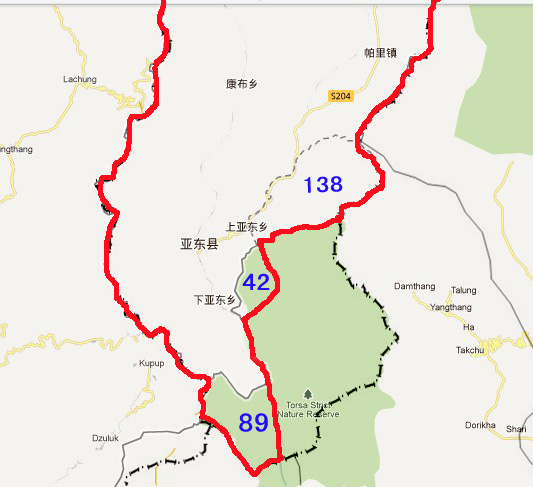 帕里镇
Lachung
康布乡
S204
ngthang
138
上亚东乡
亚东县
42
Damthang
Talung
下亚东乡
Yangthang
Ha
Takchu
Kupup
Torsa Strict
Nature Reserve
89
Dzuluk
Dorikha
Shari